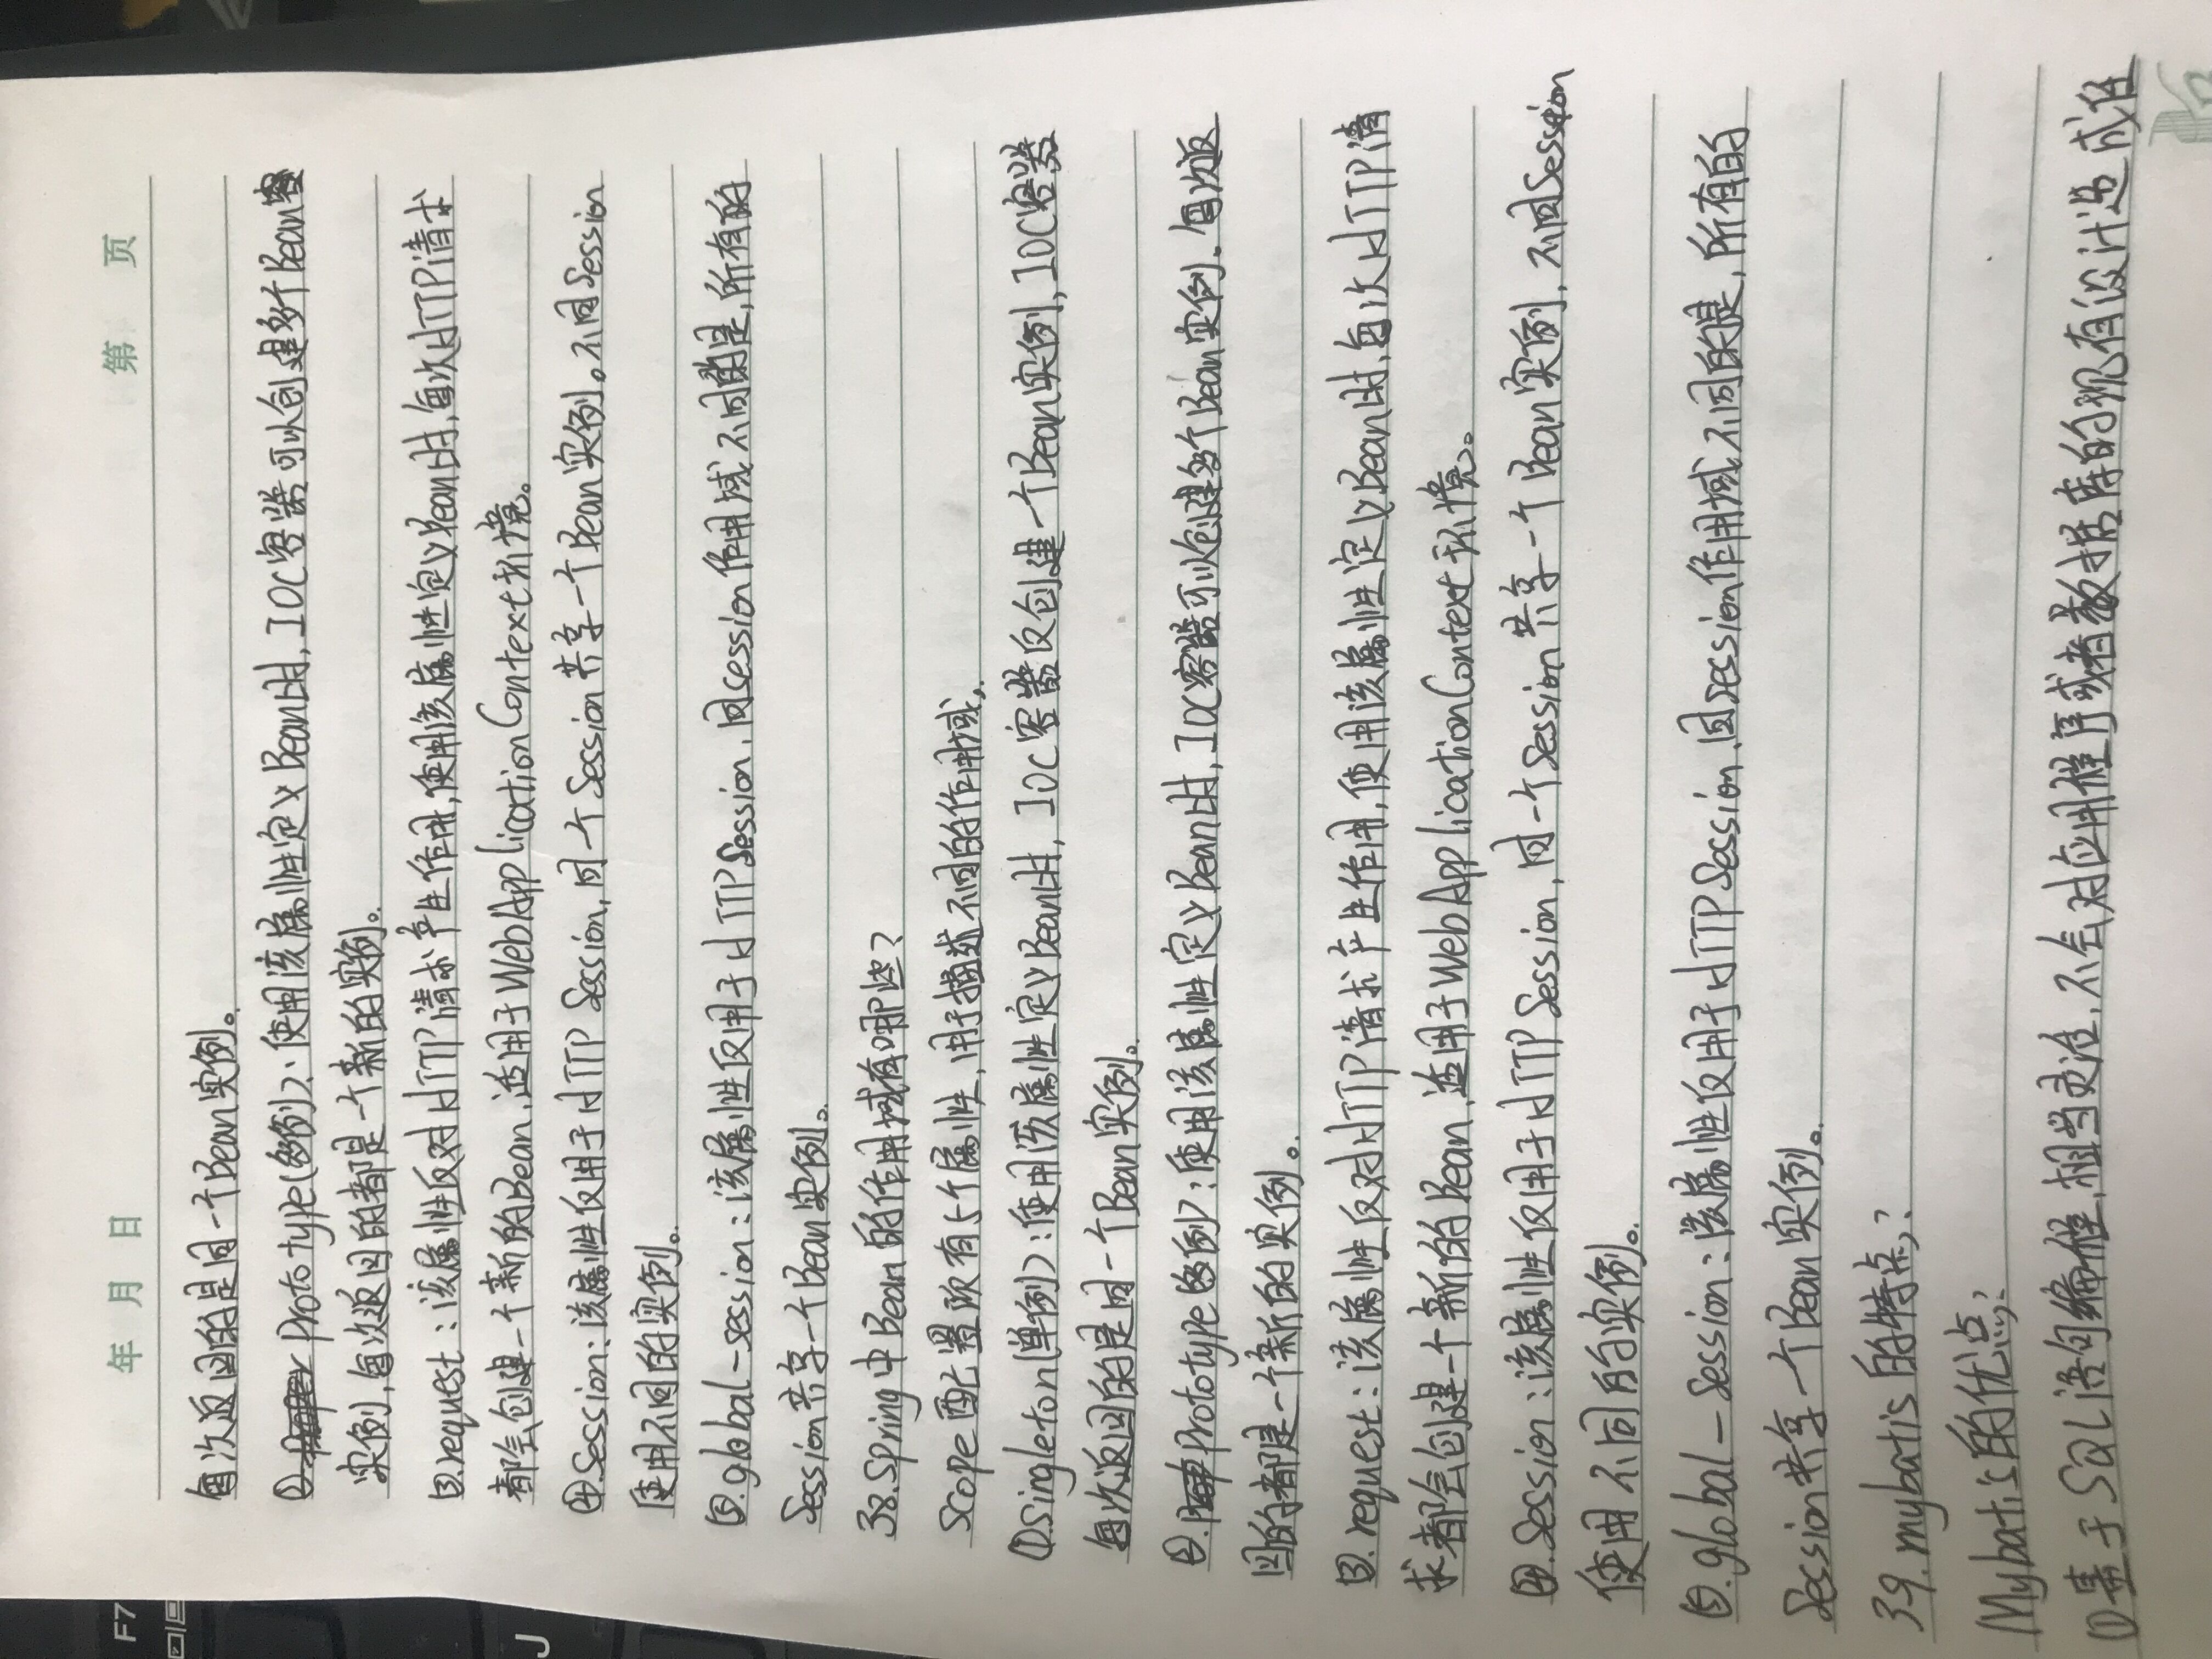 F7
J
年 月 日 第 页
每次返回的是同一个Bean实例。
②. Prototype(多例):使用该属性定义Bean时,IOC容器可以创建多个Bean
实例,每次返回的都是一个新的实例。
③.request:该属性仅对HTTP请求产生作用,使用该属性定义Bean时,每次HTTP请求
都会创建一个新的Bean,适用于WebApplicationContext环境。
④.Session:该属性仅用于HTTP Session,同一个Session共享一个Bean实例。不同Session
使用不同的实例。
⑤.global-session:该属性仅用于HTTP Session,同session作用域不同的是,所有的
Session共享一个Bean实例。
38.Spring中Bean的作用域有哪些?
Scope配置项有5个属性,用于描述不同的作用域。
①Singleton(单例):使用该属性定义Bean时,IOC容器仅创建一个Bean实例,IOC容器
每次返回的是同一个Bean实例。
②.Prototype(多例):使用该属性定义Bean时,IOC容器可以创建多个Bean实例。每次返
回的都是一个新的实例。
③.request:该属性仅对HTTP请求产生作用,使用该属性定义Bean时,每次HTTP请
求都会创建一个新的Bean,适用于WebApplicationContext环境。
④.Session:该属性仅用于HTTP Session,同一个Session共享一个Bean实例,不同Session
使用不同的实例。
⑤.global-Session:该属性仅用于HTTP Session,同session作用域不同的是,所有的
Session共享一个Bean实例。
39.mybatis的特点?
Mybatis的优点:
①基于SQL语句编程,相当灵活,不会对应用程序或者数据库的现有设计造成任